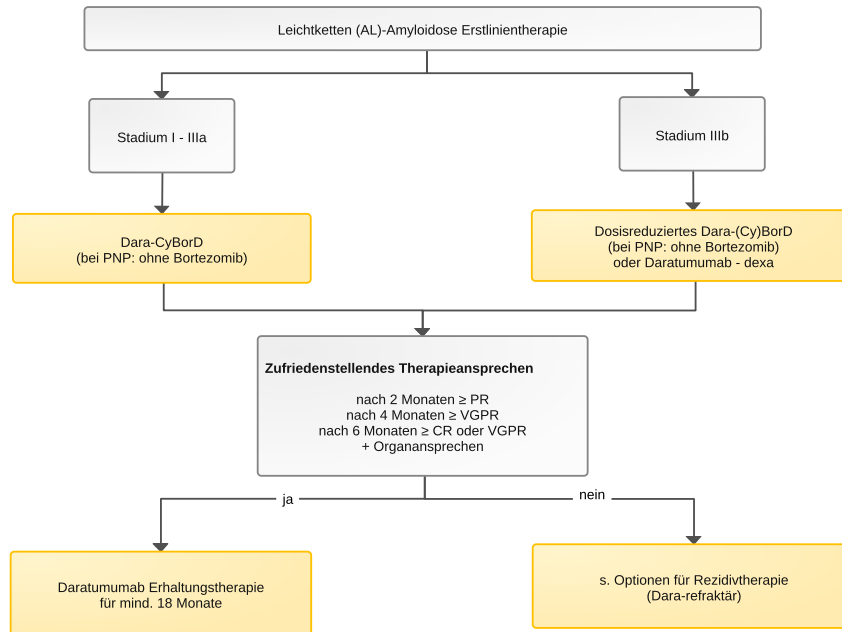 Leichtketten (AL)-Amyloidose Erstlinientherapie
Stadium I - IIIa
Stadium IIIb
Dara-CyBorD
(bei PNP: ohne Bortezomib)
Dosisreduziertes Dara-(Cy)BorD
(bei PNP: ohne Bortezomib)
oder Daratumumab - dexa
Zufriedenstellendes Therapieansprechen
nach 2 Monaten ≥ PR
nach 4 Monaten ≥ VGPR
nach 6 Monaten ≥ CR oder VGPR
+ Organansprechen
ja
nein
Daratumumab Erhaltungstherapie
für mind. 18 Monate
s. Optionen für Rezidivtherapie
(Dara-refraktär)